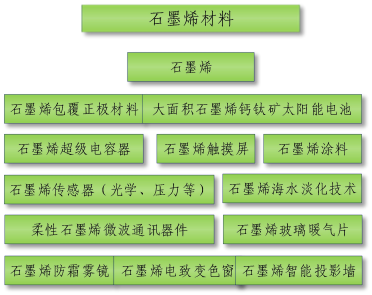 石墨烯材料
石墨烯
石墨烯包覆正极材料 大面积石墨烯钙钛矿太阳能电池
石墨烯超级电容器 石墨烯触摸屏 石墨烯涂料
石墨烯传感器（光学、压力等） 石墨烯海水淡化技术
柔性石墨烯微波通讯器件 石墨烯玻璃暖气片
石墨烯防霜雾镜 石墨烯电致变色窗 石墨烯智能投影墙